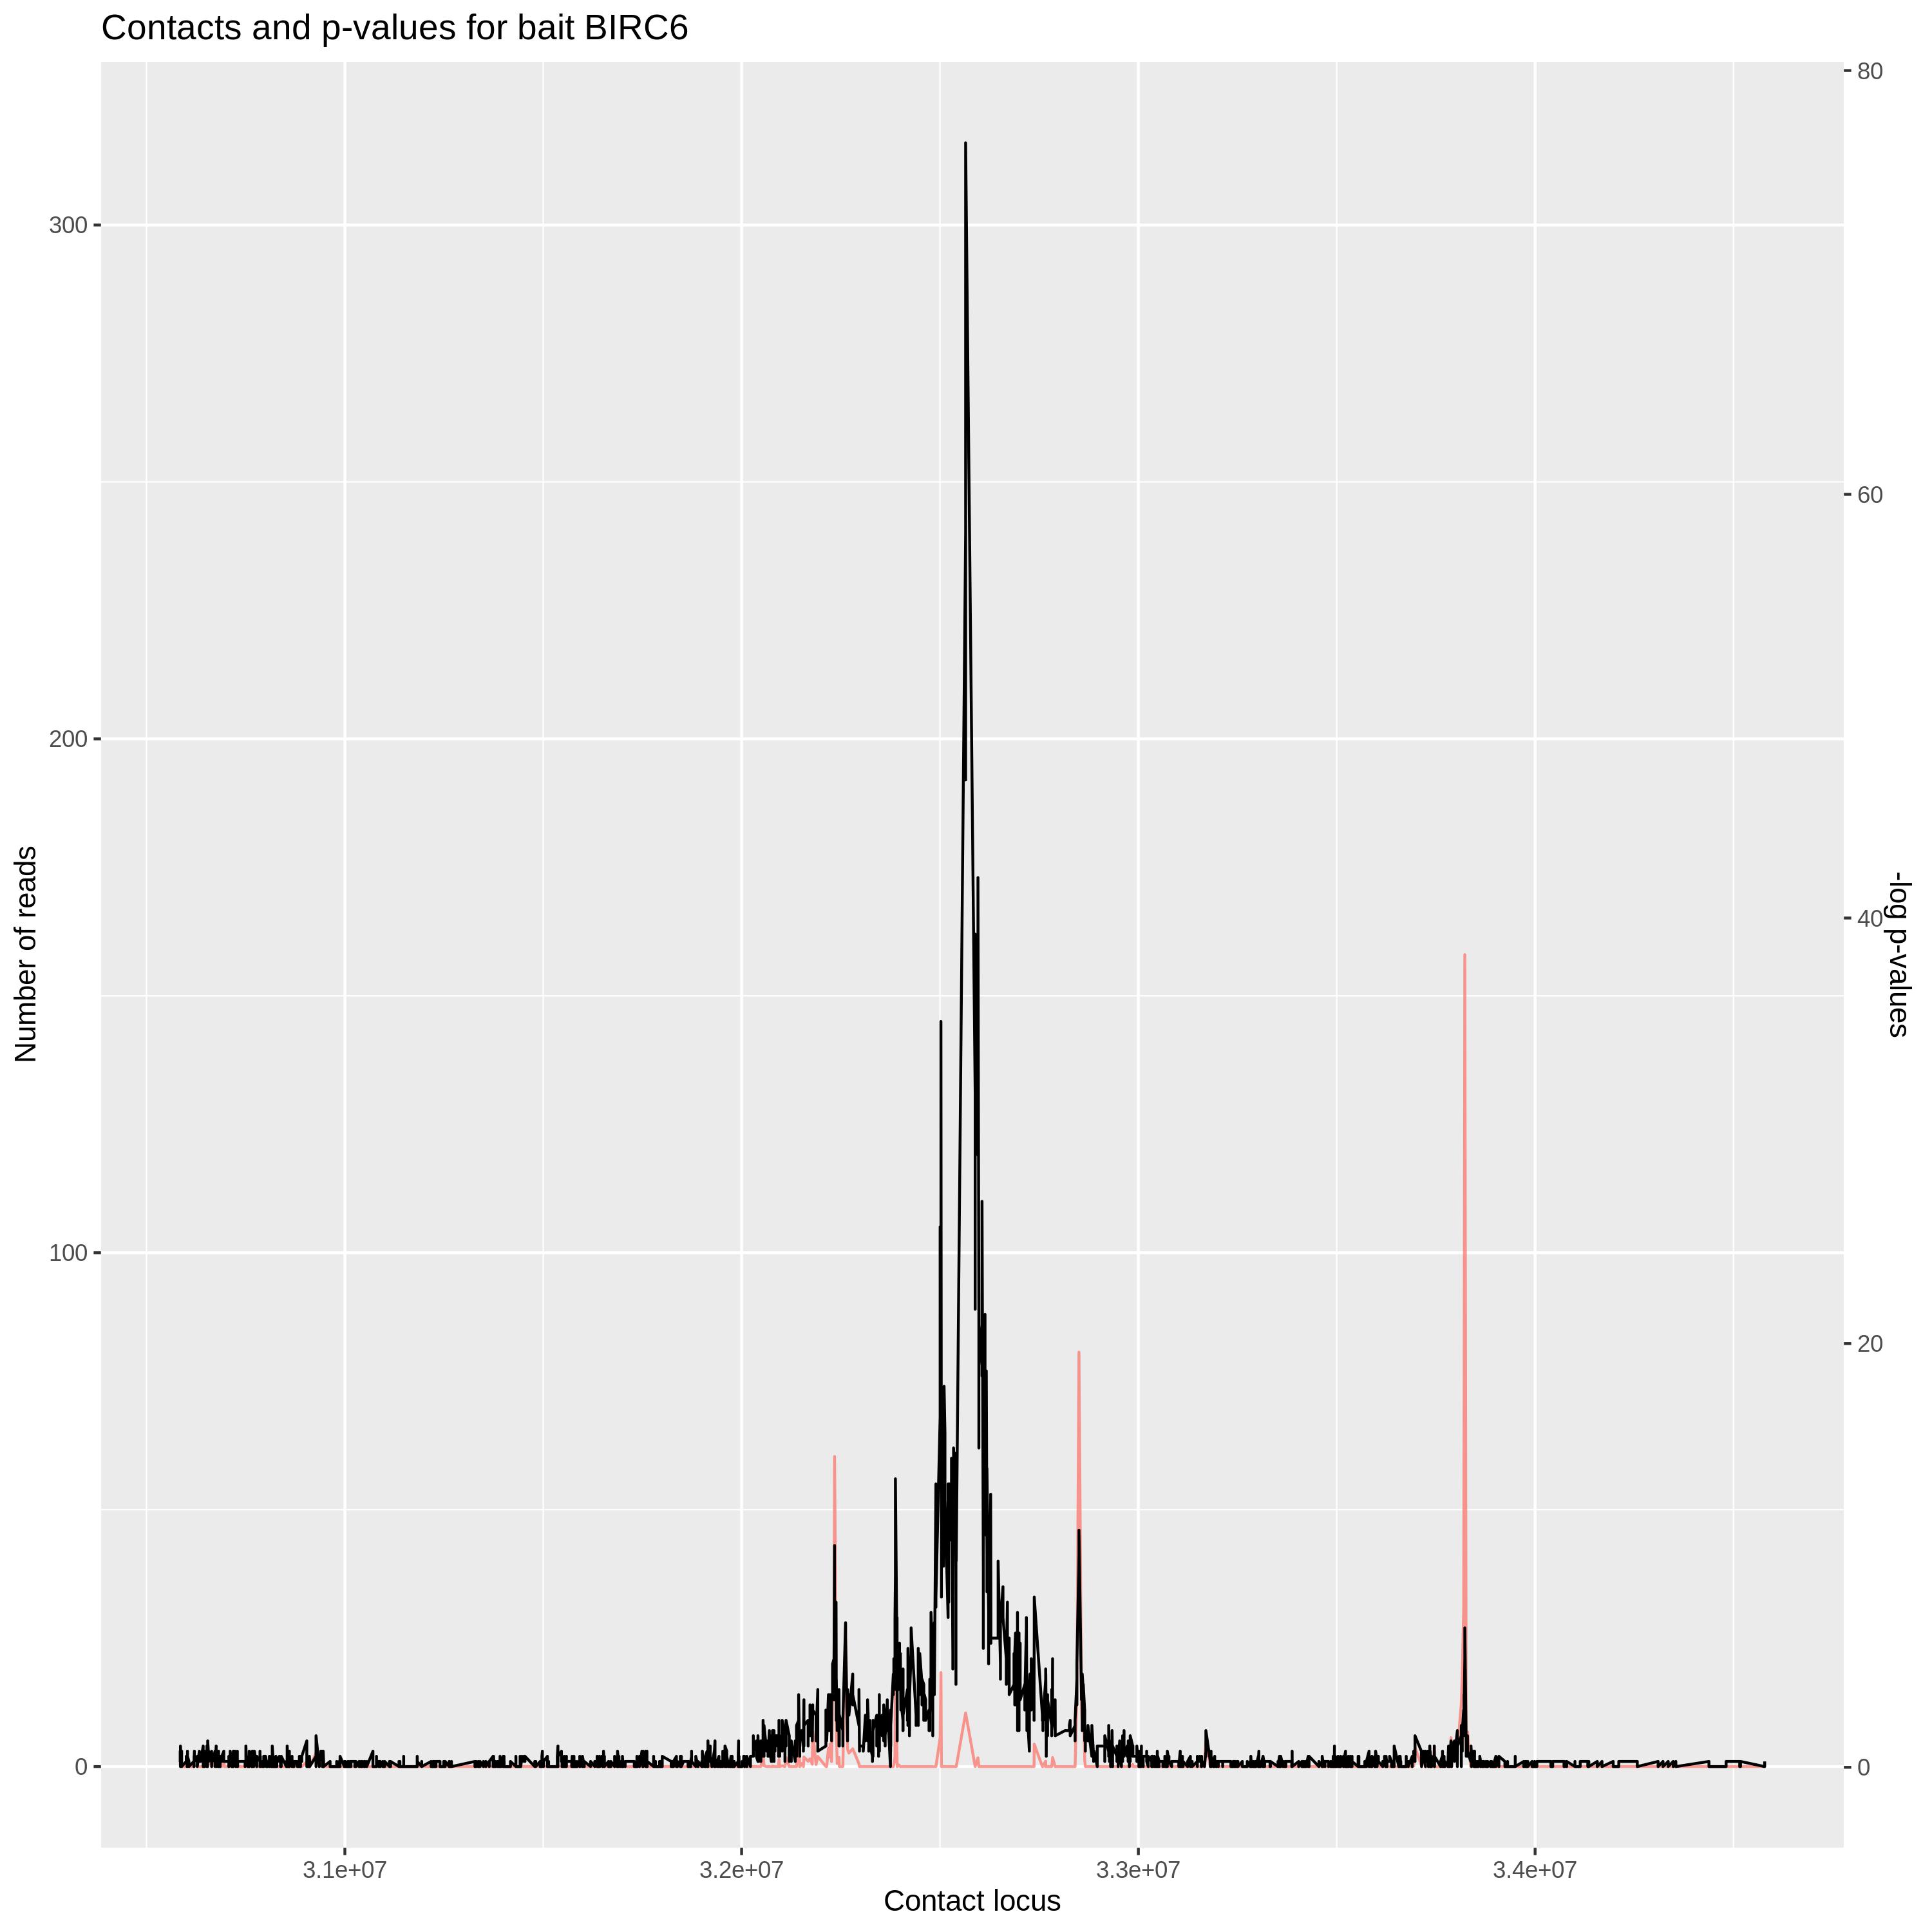 Contacts and p-values for bait BIRC6
300
200
100
0
Number of reads
80
60
40
20
0
-log p-values
3.1e+07
3.2e+07
3.3e+07
3.4e+07
Contact locus